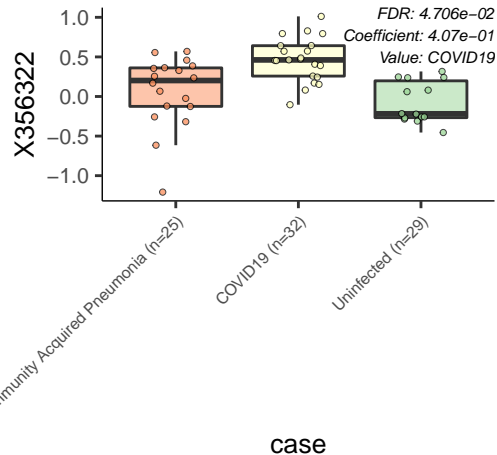 FDR: 4.706e-02
Coefficient: 4.07e-01
Value: COVID19
X356322
1.0
0.5
0.0
−0.5
−1.0
Acquired Pneumonia (n=25)
COVID19 (n=32)
Uninfected (n=29)
case